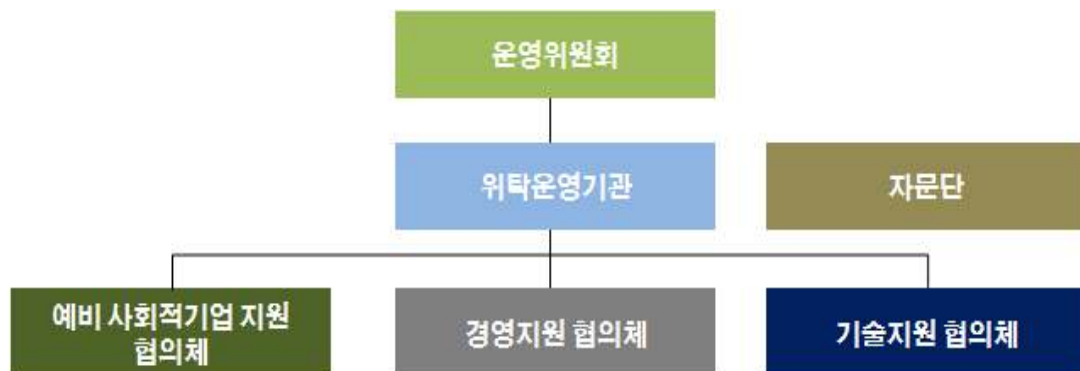 운영위원회
위탁운영기관
자문단
예비 사회적기업 지원
협의체
경영지원 협의체
기술지원 협의체